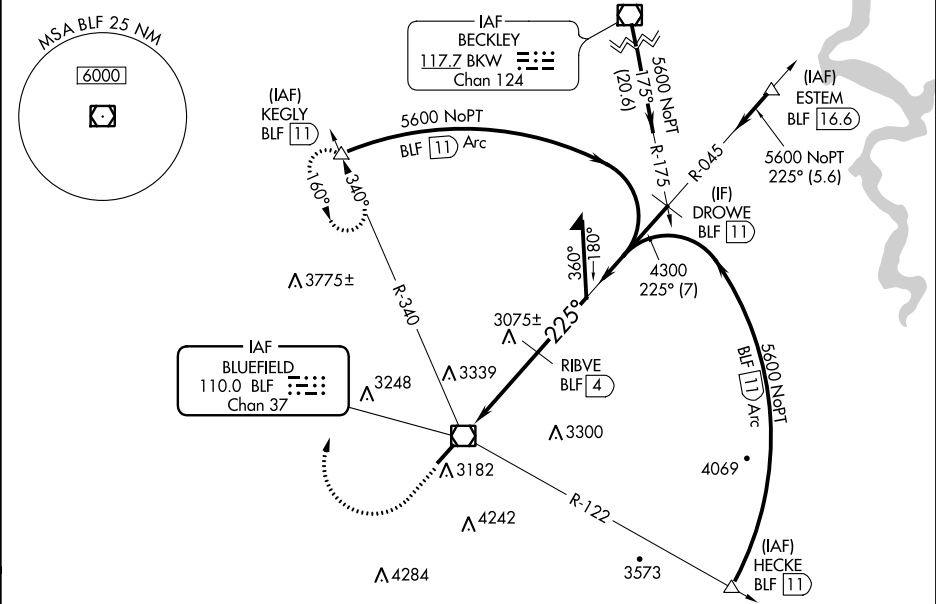 MSA BLF 25 NM
6000
IAF
BECKLEY
117.7 BKW
Chan 124
5600 NoPT
175°
(20.6)
R-175
(IAF)
ESTEM
BLF 16.6
5600 NoPT
225° (5.6)
R-045
(IAF)
KEGLY
BLF 11
5600 NoPT
BLF 11 Arc
340°
160°
(IF)
DROWE
BLF 11
4300
225° (7)
360°
180°
3775±
R-340
225°
3075±
RIBVE
BLF 4
5600 NoPT
BLF 11 Arc
IAF
BLUEFIELD
110.0 BLF
Chan 37
3248
3339
3300
3182
4069
R-122
4242
4284
3573
(IAF)
HECKE
BLF 11